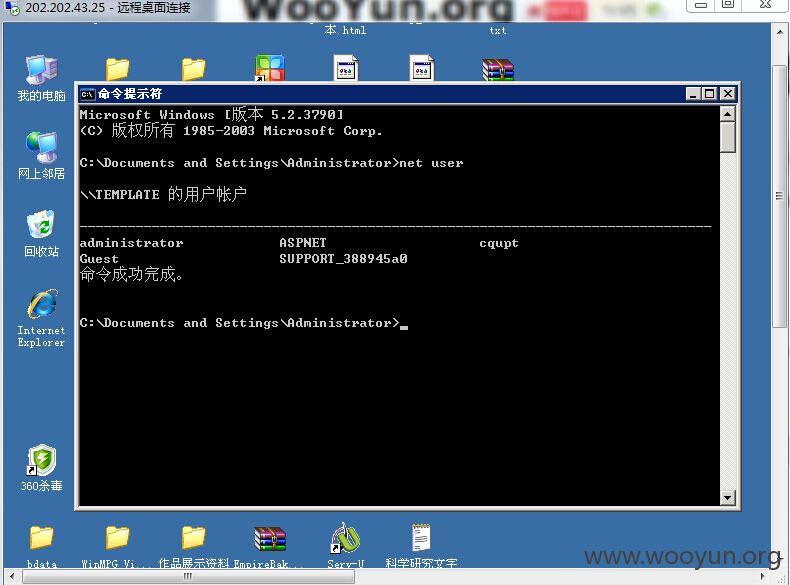 202.202.43.25 - 远程桌面连接
WooYun.org
本.html
txt
我的电脑
命令提示符
Microsoft Windows [版本 5.2.3790]
(C) 版权所有 1985-2003 Microsoft Corp.
C:\Documents and Settings\Administrator>net user
\\TEMPLATE 的用户帐户
-------------------------------------------------------------------------------
administrator ASPNET cqupt
Guest SUPPORT_388945a0
命令成功完成。
C:\Documents and Settings\Administrator>
网上邻居
回收站
Internet
Explorer
360杀毒
bdata
WinMPG Vi...
作品展示资料
EmpireBak...
Serv-U
科学研究文字
www.wooyun.org